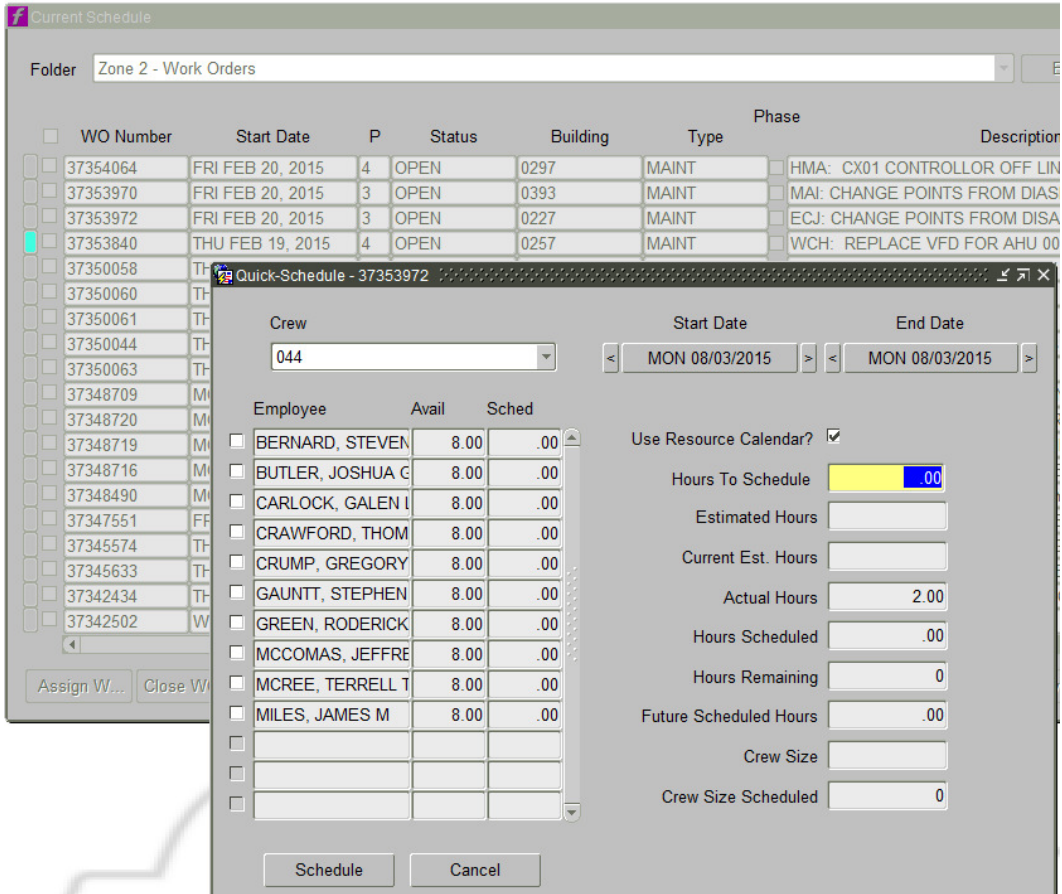 Current Schedule
Folder Zone 2 - Work Orders
Phase
WO Number Start Date P Status Building Type Description
37354064 FRI FEB 20, 2015 4 OPEN 0297 MAINT HMA: CX01 CONTROLLOR OFF LIN
37353970 FRI FEB 20, 2015 3 OPEN 0393 MAINT MAI: CHANGE POINTS FROM DIAS
37353972 FRI FEB 20, 2015 3 OPEN 0227 MAINT ECJ: CHANGE POINTS FROM DISA
37353840 THU FEB 19, 2015 4 OPEN 0257 MAINT WCH: REPLACE VFD FOR AHU 00
37350058 TH
37350060 TH
37350061 TH
37350044 TH
37350063 TH
37348709 M
37348720 M
37348719 M
37348716 M
37348490 M
37347551 FF
37345574 TH
37345633 TH
37342434 TH
37342502 W
Assign W... Close W
Quick-Schedule - 37353972
Crew Start Date End Date
044 < MON 08/03/2015 > < MON 08/03/2015 >
Employee Avail Sched
BERNARD, STEVEN 8.00 .00
BUTLER, JOSHUA G 8.00 .00
CARLOCK, GALEN L 8.00 .00
CRAWFORD, THOM 8.00 .00
CRUMP, GREGORY 8.00 .00
GAUNTT, STEPHEN 8.00 .00
GREEN, RODERICK 8.00 .00
MCCOMAS, JEFFRE 8.00 .00
MCREE, TERRELL T 8.00 .00
MILES, JAMES M 8.00 .00
Use Resource Calendar?
Hours To Schedule .00
Estimated Hours
Current Est. Hours
Actual Hours 2.00
Hours Scheduled .00
Hours Remaining 0
Future Scheduled Hours .00
Crew Size
Crew Size Scheduled 0
Schedule Cancel